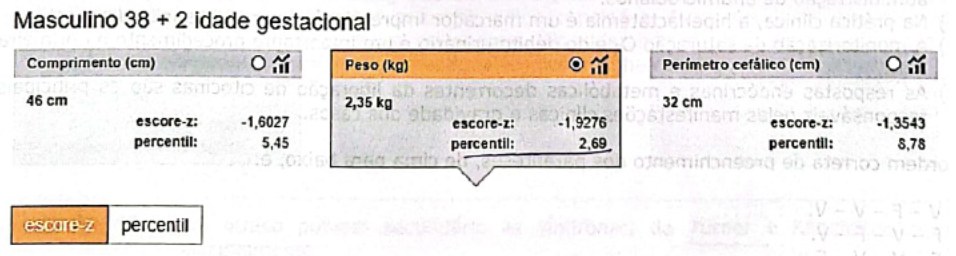 Masculino 38 + 2 idade gestacional
Comprimento (cm)
46 cm
escore-z: -1,6027
percentil: 5,45
Peso (kg)
2,35 kg
escore-z: -1,9276
percentil: 2,69
Perímetro cefálico (cm)
32 cm
escore-z: -1,3543
percentil: 8,78
escore-z percentil